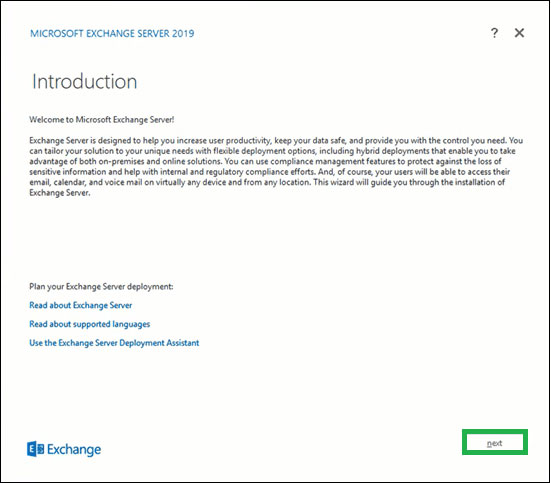 MICROSOFT EXCHANGE SERVER 2019
? ✕
Introduction
Welcome to Microsoft Exchange Server!
Exchange Server is designed to help you increase user productivity, keep your data safe, and provide you with the control you need. You
can tailor your solution to your unique needs with flexible deployment options, including hybrid deployments that enable you to take
advantage of both on-premises and online solutions. You can use compliance management features to protect against the loss of
sensitive information and help with internal and regulatory compliance efforts. And, of course, your users will be able to access their
email, calendar, and voice mail on virtually any device and from any location. This wizard will guide you through the installation of
Exchange Server.
Plan your Exchange Server deployment:
Read about Exchange Server
Read about supported languages
Use the Exchange Server Deployment Assistant
E Exchange
next